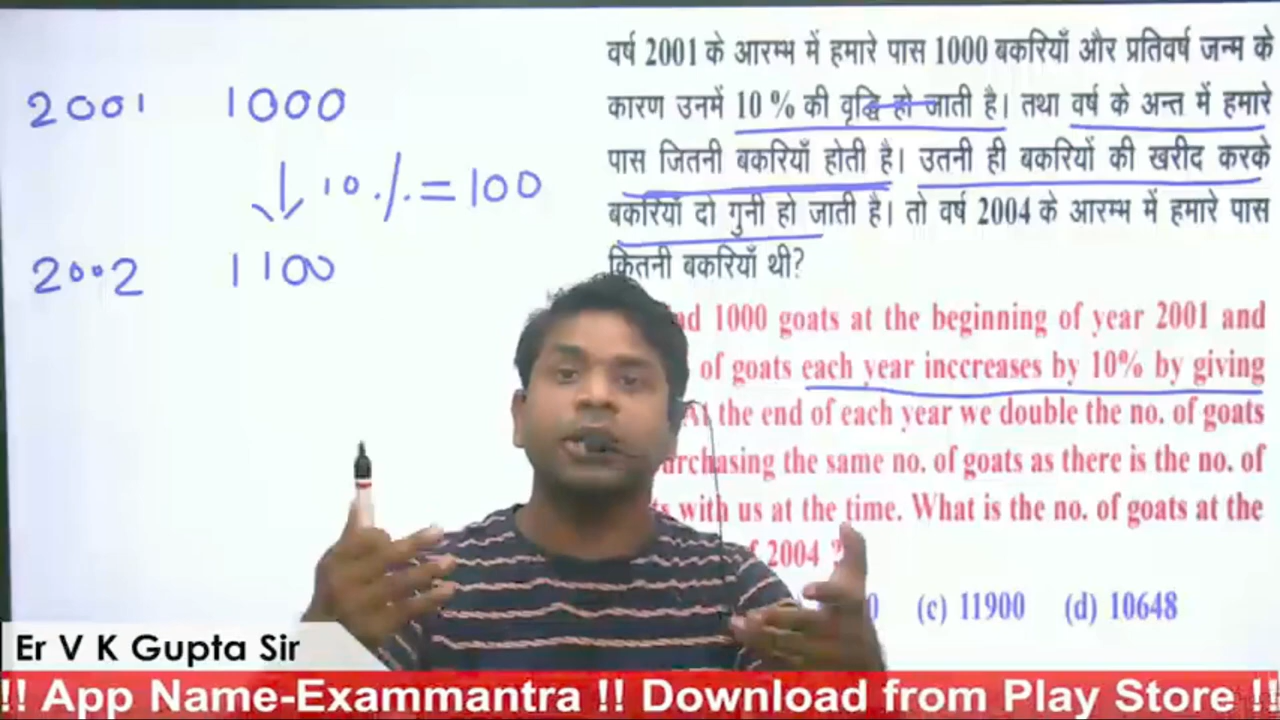 2001 1000
↓ 10% = 100
2002 1100
वर्ष 2001 के आरम्भ में हमारे पास 1000 बकरियाँ और प्रतिवर्ष जन्म के
कारण उनमें 10 % की वृद्धि हो जाती है। तथा वर्ष के अन्त में हमारे
पास जितनी बकरियाँ होती है। उतनी ही बकरियों की खरीद करके
बकरियाँ दो गुनी हो जाती है। तो वर्ष 2004 के आरम्भ में हमारे पास
कितनी बकरियाँ थी?
1000 goats at the beginning of year 2001 and
of goats each year inccreases by 10% by giving
At the end of each year we double the no. of goats
the same no. of goats as there is the no. of
with us at the time. What is the no. of goats at the
2004 ?
(c) 11900 (d) 10648
Er V K Gupta Sir
!! App Name-Exammantra !! Download from Play Store !!